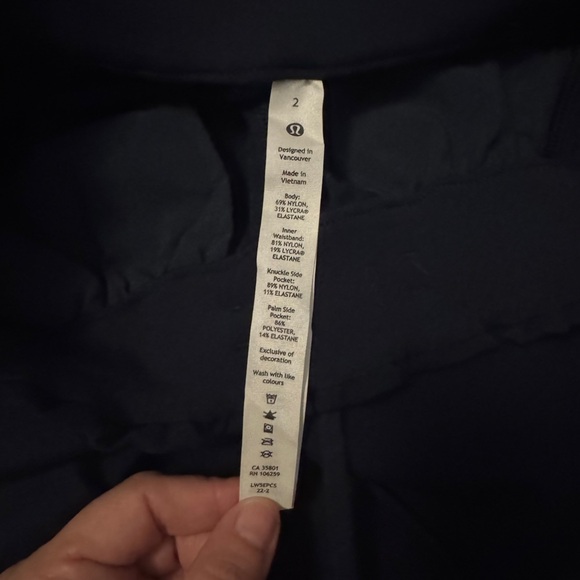 2
Designed in
Vancouver
Made in
Vietnam
Body:
69% NYLON,
31% LYCRA®
ELASTANE
Inner
Waistband:
81% NYLON,
19% LYCRA®
ELASTANE
Knuckle Side
Pocket:
89% NYLON,
11% ELASTANE
Palm Side
Pocket:
86%
POLYESTER,
14% ELASTANE
Exclusive of
decoration
Wash with like
colours
CA 35801
RN 106259
LW5EPCS
22-2